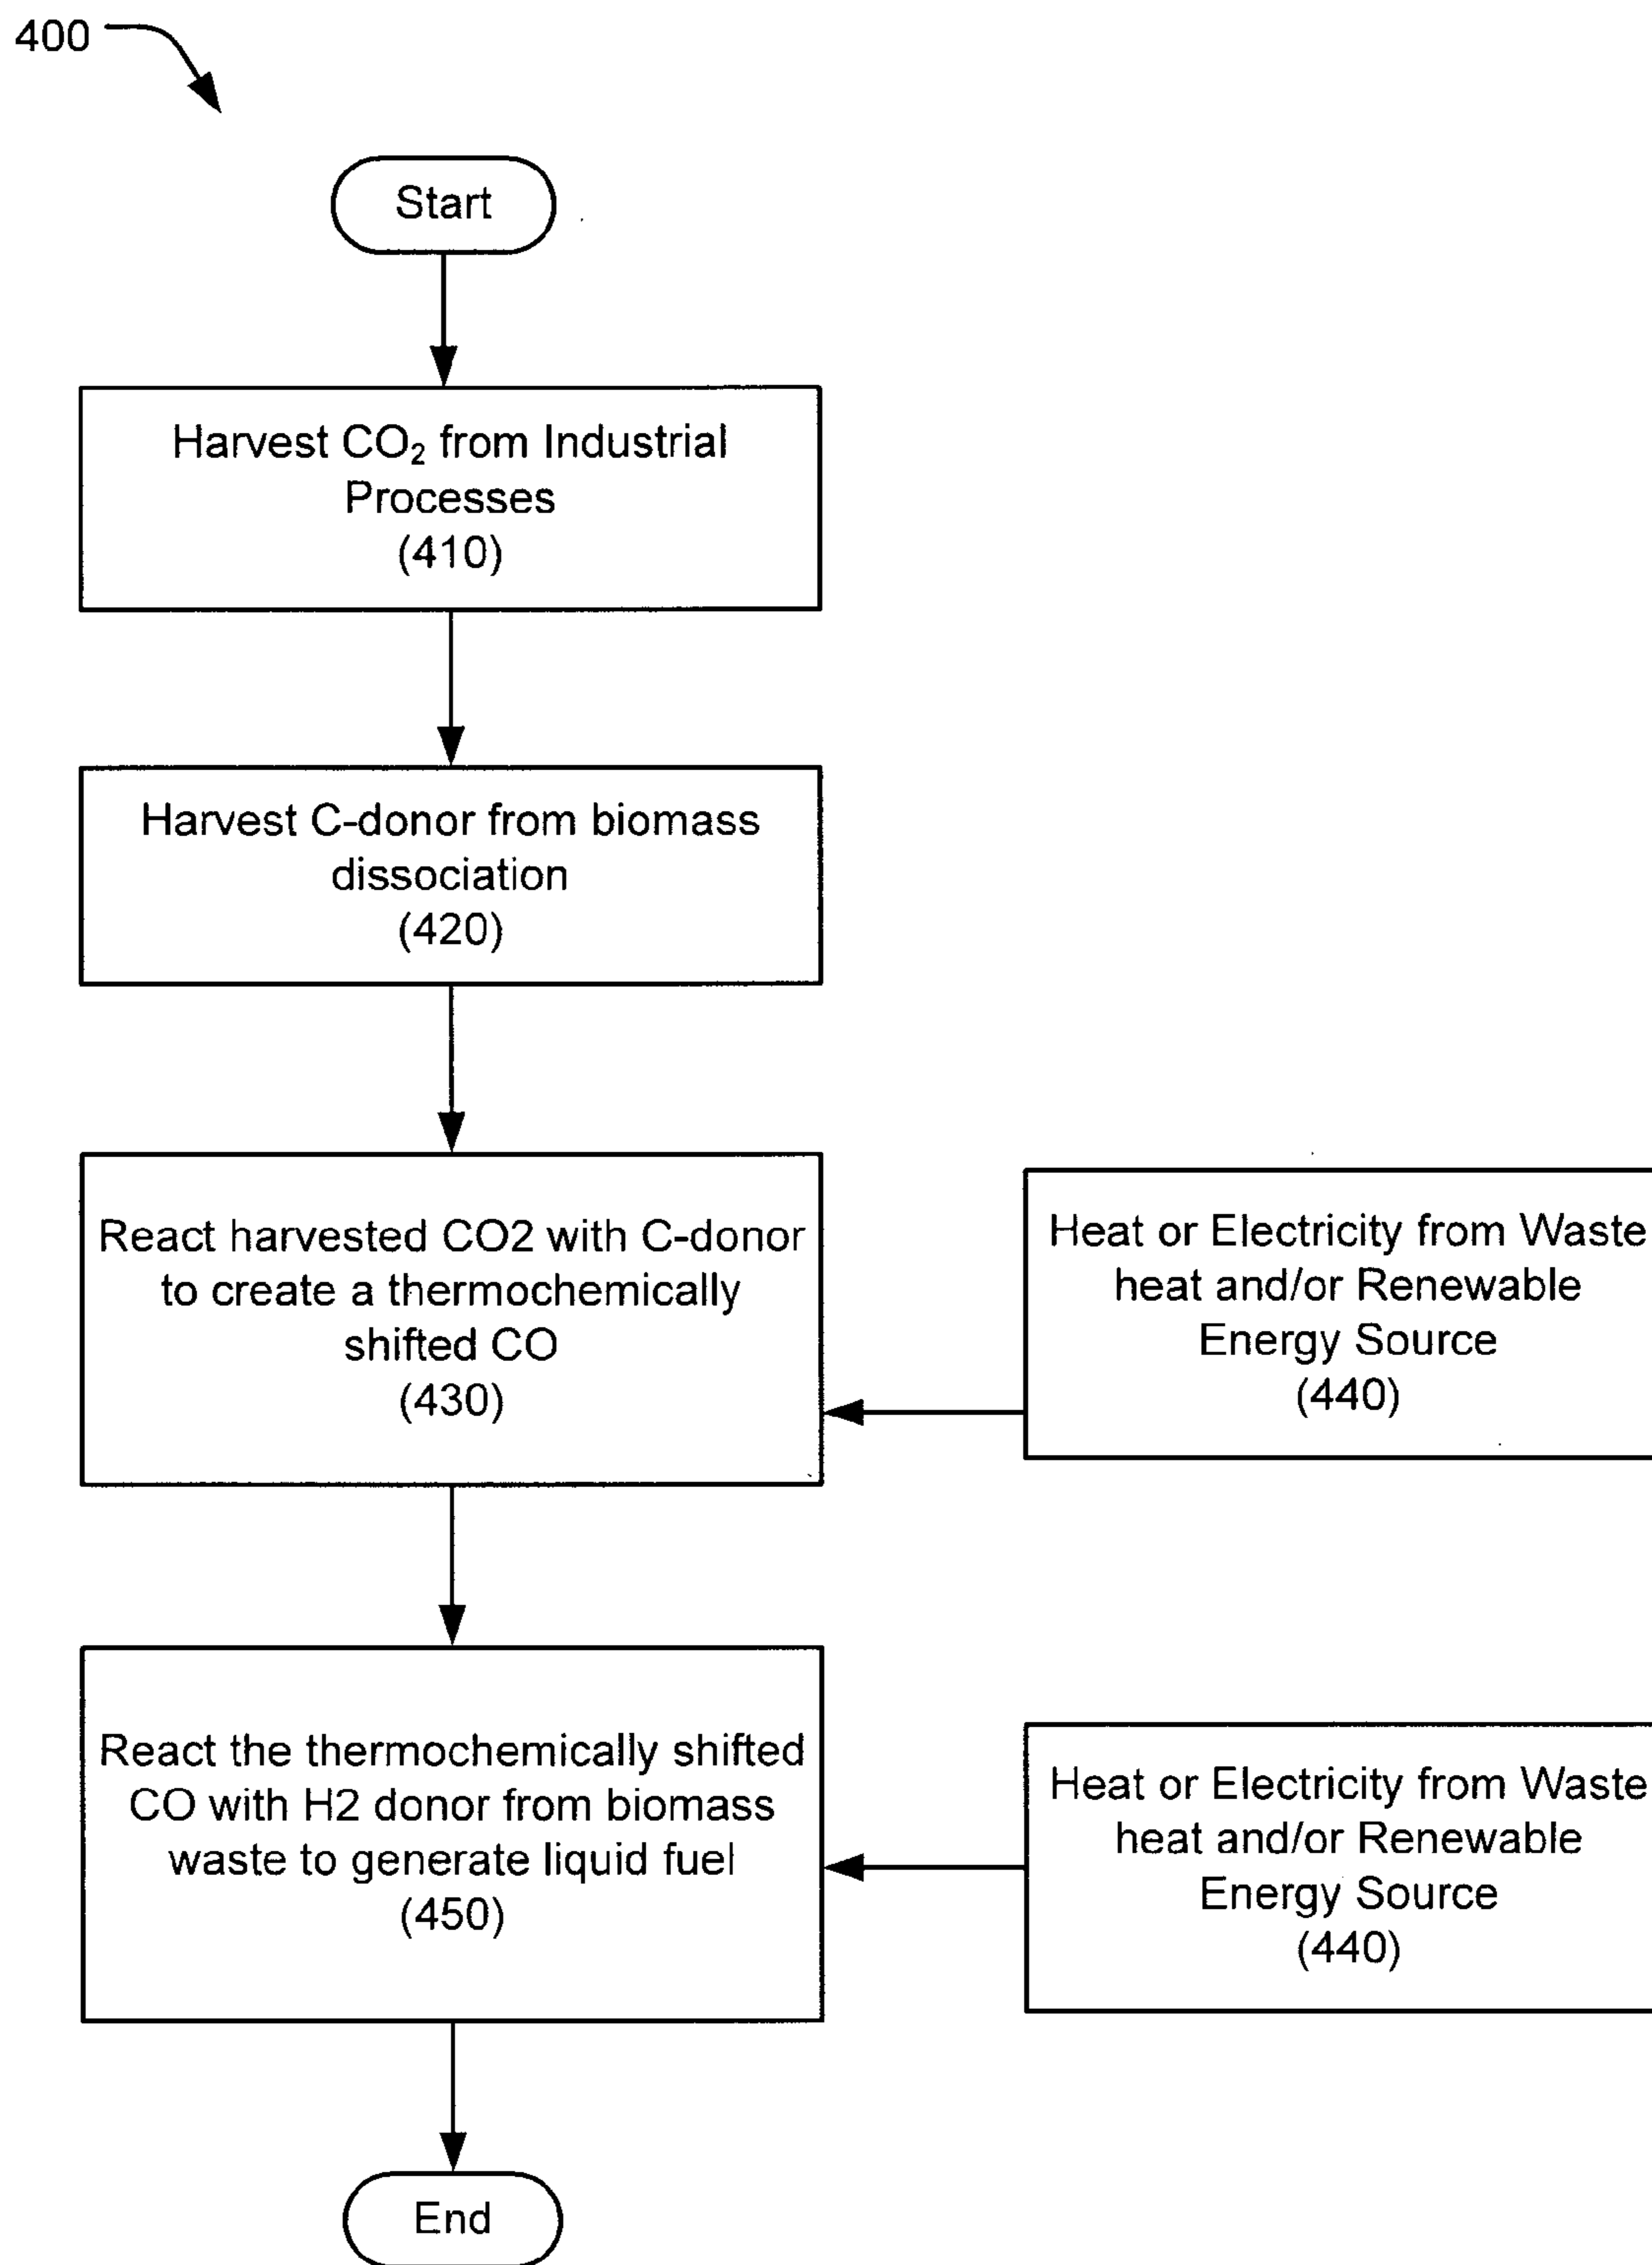 400
Start
Harvest CO₂ from Industrial
Processes
(410)
Harvest C-donor from biomass
dissociation
(420)
React harvested CO2 with C-donor
to create a thermochemically
shifted CO
(430)
Heat or Electricity from Waste
heat and/or Renewable
Energy Source
(440)
React the thermochemically shifted
CO with H2 donor from biomass
waste to generate liquid fuel
(450)
Heat or Electricity from Waste
heat and/or Renewable
Energy Source
(440)
End